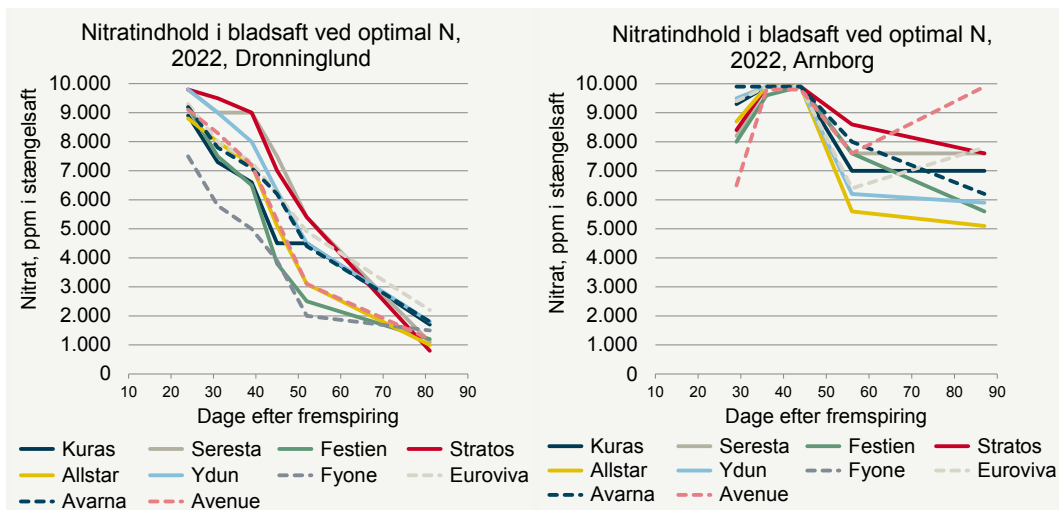 Nitratindhold i bladsaft ved optimal N,
2022, Dronninglund
Nitrat, ppm i stængelsaft
10.000
9.000
8.000
7.000
6.000
5.000
4.000
3.000
2.000
1.000
0
10 20 30 40 50 60 70 80 90
Dage efter fremspiring
Kuras Seresta Festien Stratos
Allstar Ydun Fyone Euroviva
Avarna Avenue
Nitratindhold i bladsaft ved optimal N,
2022, Arnborg
Nitrat, ppm i stængelsaft
10.000
9.000
8.000
7.000
6.000
5.000
4.000
3.000
2.000
1.000
0
10 20 30 40 50 60 70 80 90
Dage efter fremspiring
Kuras Seresta Festien Stratos
Allstar Ydun Fyone Euroviva
Avarna Avenue